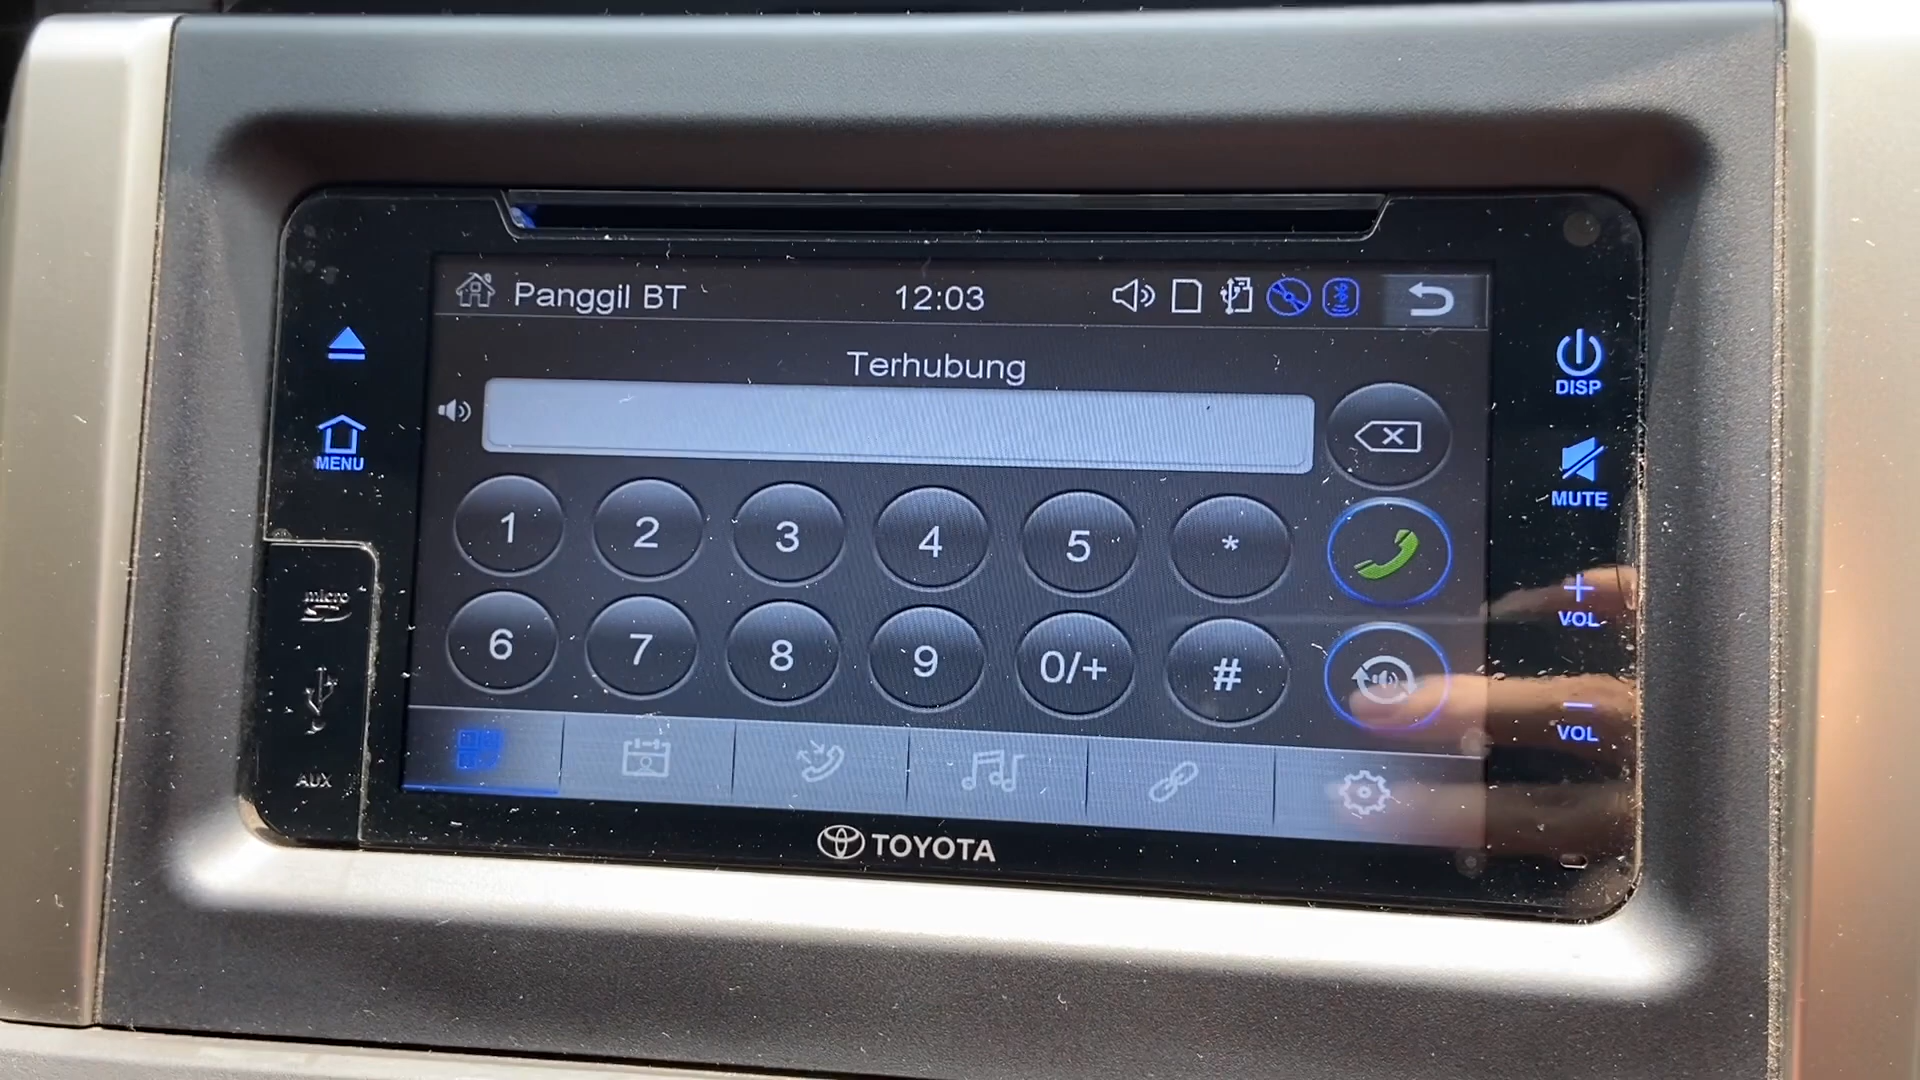 Panggil BT 12:03
Terhubung
1 2 3 4 5 *
6 7 8 9 0/+ #
MENU
micro SD
AUX
DISP
MUTE
+
VOL
−
VOL
TOYOTA